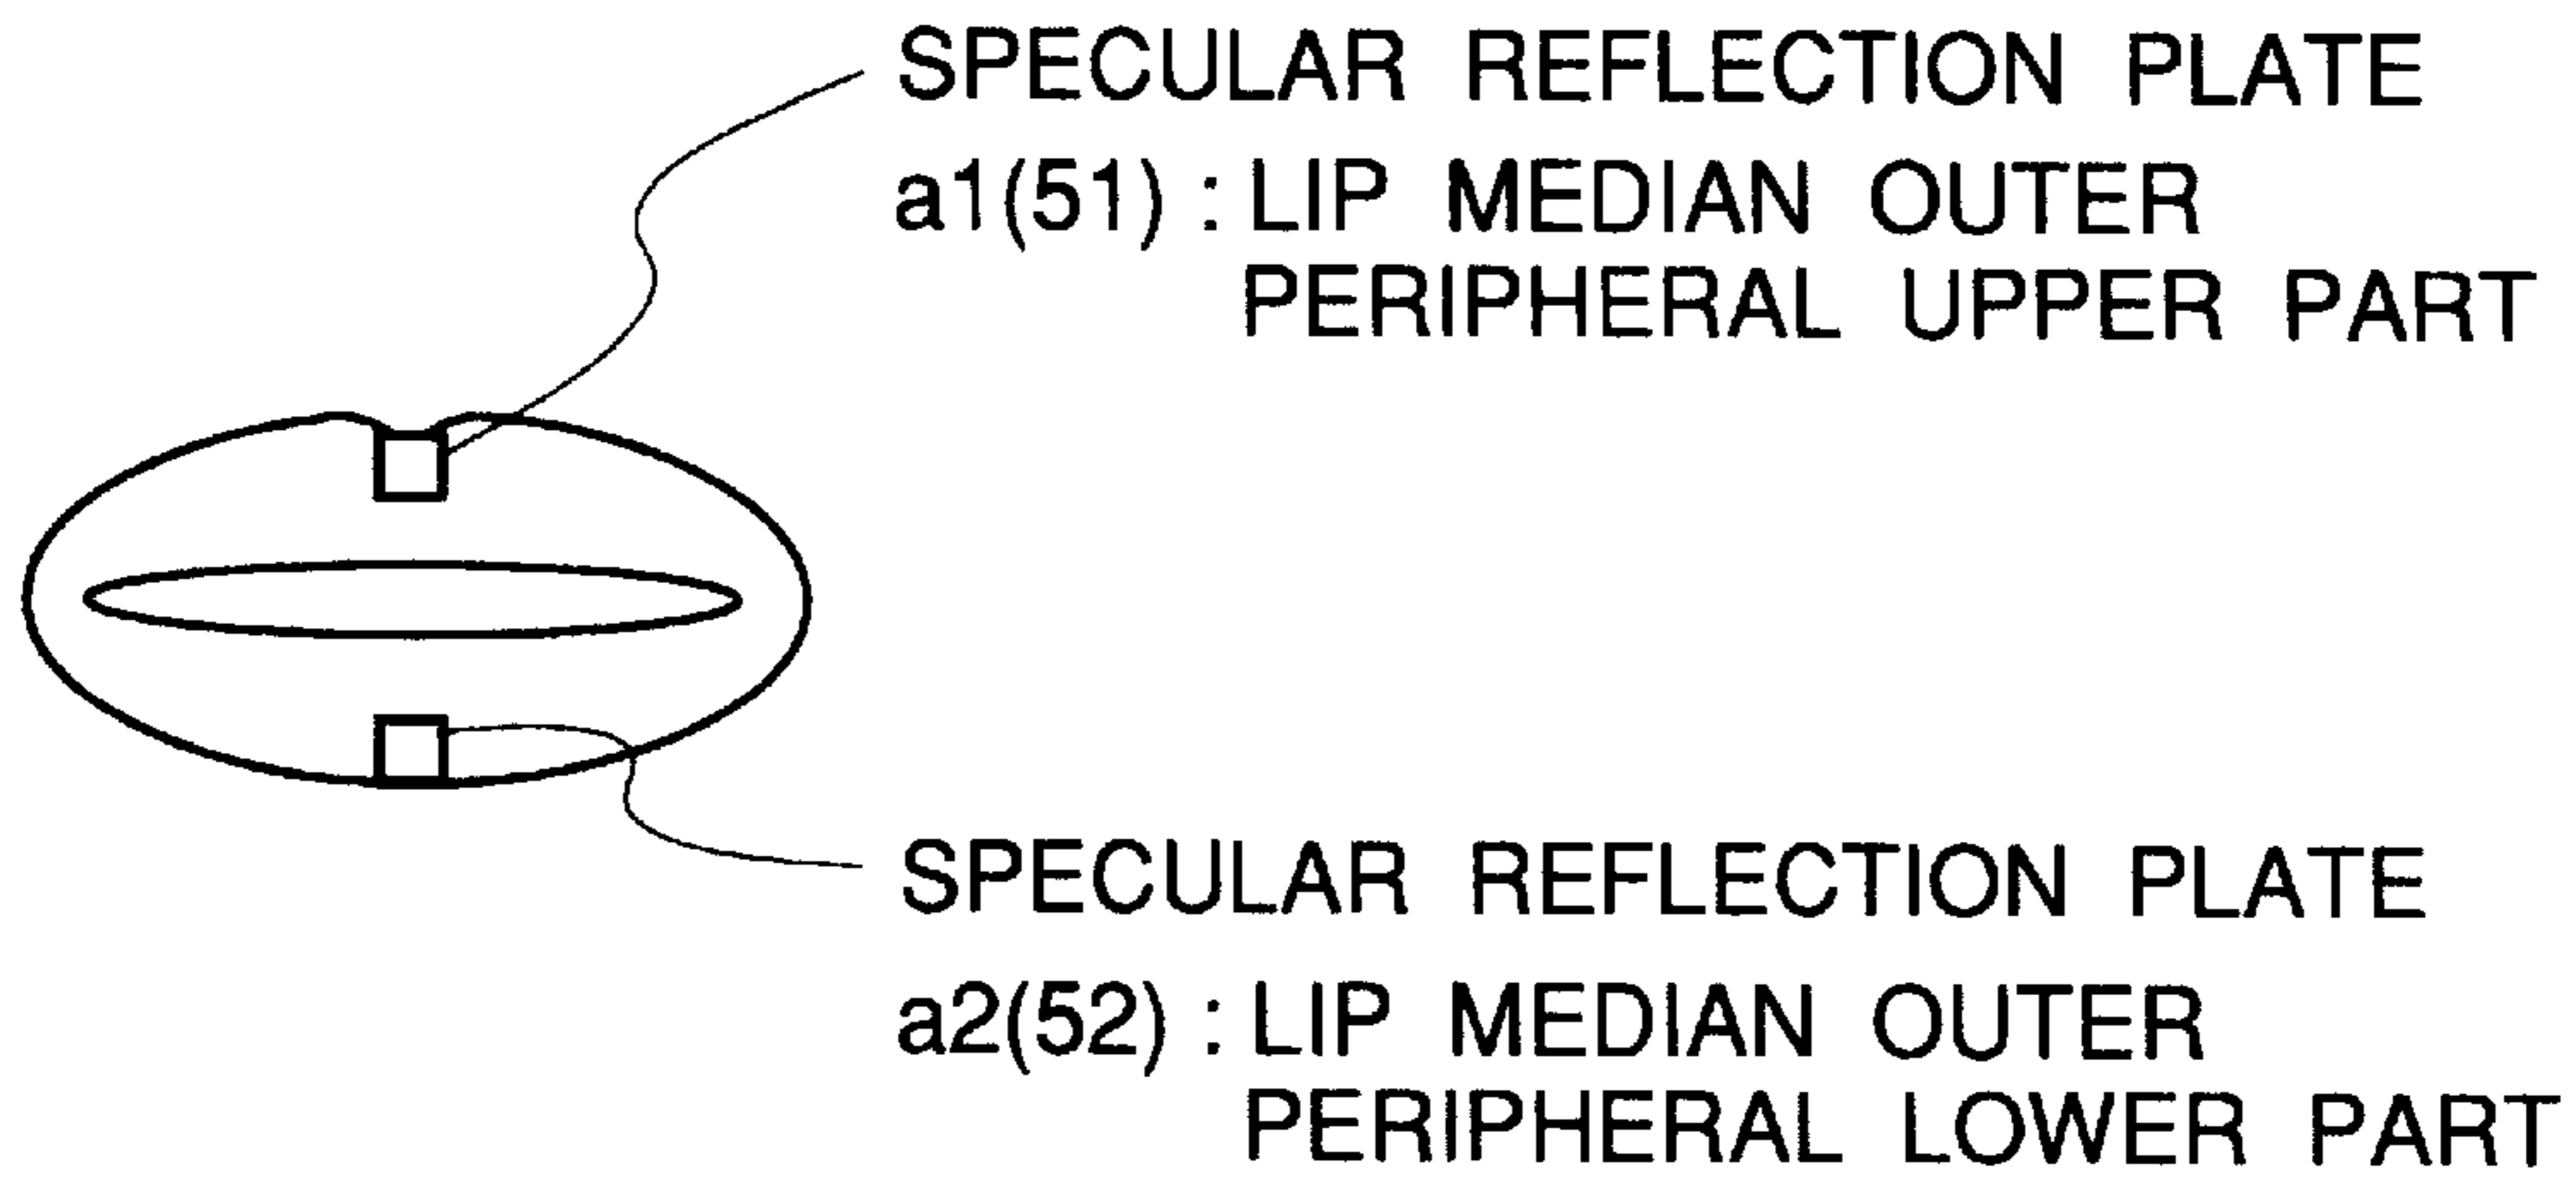 SPECULAR REFLECTION PLATE
a1(51) : LIP MEDIAN OUTER
PERIPHERAL UPPER PART
SPECULAR REFLECTION PLATE
a2(52) : LIP MEDIAN OUTER
PERIPHERAL LOWER PART